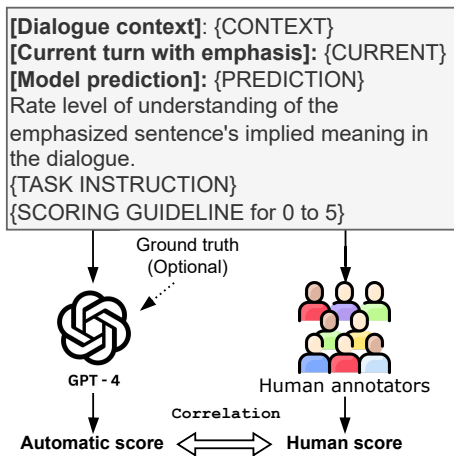 [Dialogue context]: {CONTEXT}
[Current turn with emphasis]: {CURRENT}
[Model prediction]: {PREDICTION}
Rate level of understanding of the
emphasized sentence's implied meaning in
the dialogue.
{TASK INSTRUCTION}
{SCORING GUIDELINE for 0 to 5}
Ground truth
(Optional)
GPT - 4
Human annotators
Correlation
Automatic score
Human score